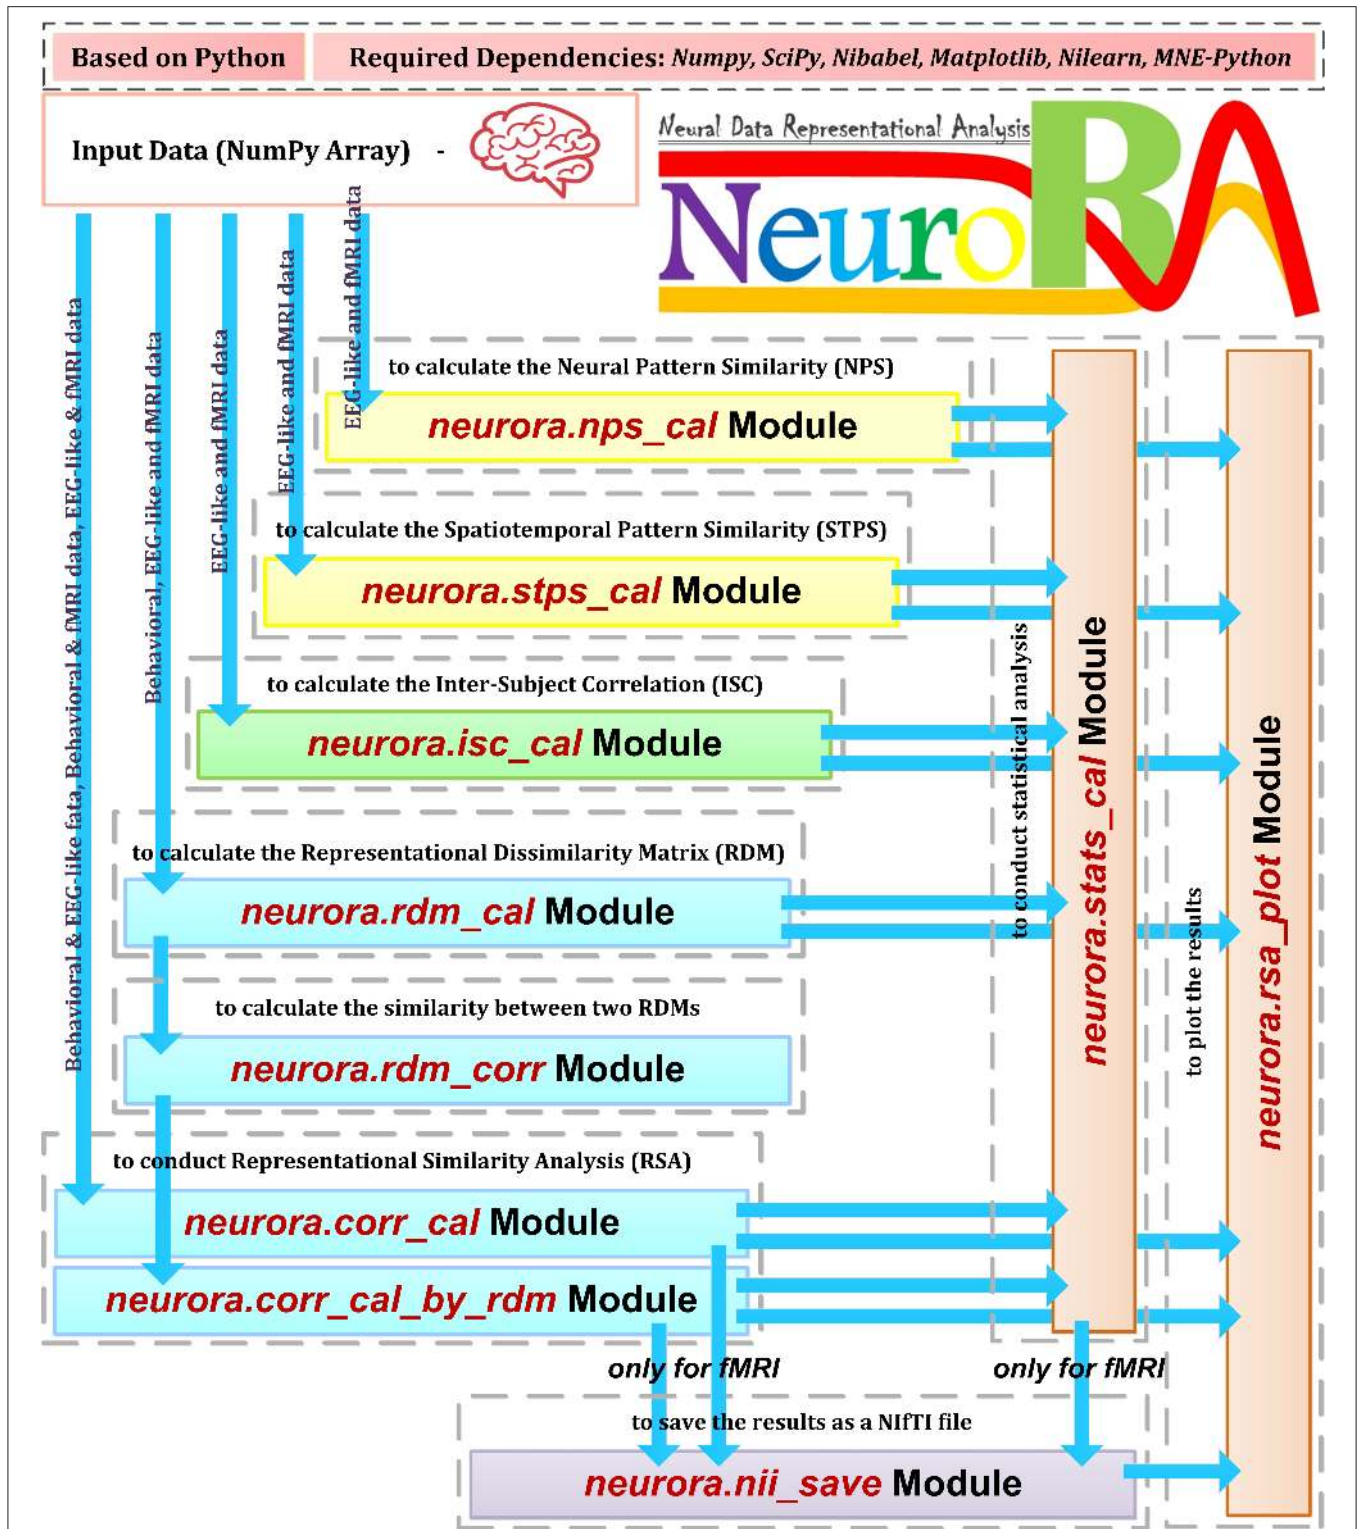 Based on Python
Required Dependencies: Numpy, SciPy, Nibabel, Matplotlib, Nilearn, MNE-Python
Input Data (NumPy Array) -
Neural Data Representational Analysis
NeuroRA
Behavioral & EEG-like fata, Behavioral & fMRI data, EEG-like & fMRI data
Behavioral, EEG-like and fMRI data
EEG-like and fMRI data
EEG-like and fMRI data
EEG-like and fMRI data
to calculate the Neural Pattern Similarity (NPS)
neurora.nps_cal Module
to calculate the Spatiotemporal Pattern Similarity (STPS)
neurora.stps_cal Module
to calculate the Inter-Subject Correlation (ISC)
neurora.isc_cal Module
to calculate the Representational Dissimilarity Matrix (RDM)
neurora.rdm_cal Module
to calculate the similarity between two RDMs
neurora.rdm_corr Module
to conduct Representational Similarity Analysis (RSA)
neurora.corr_cal Module
neurora.corr_cal_by_rdm Module
to conduct statistical analysis
neurora.stats_cal Module
to plot the results
neurora.rsa_plot Module
only for fMRI
only for fMRI
to save the results as a NIfTI file
neurora.nii_save Module